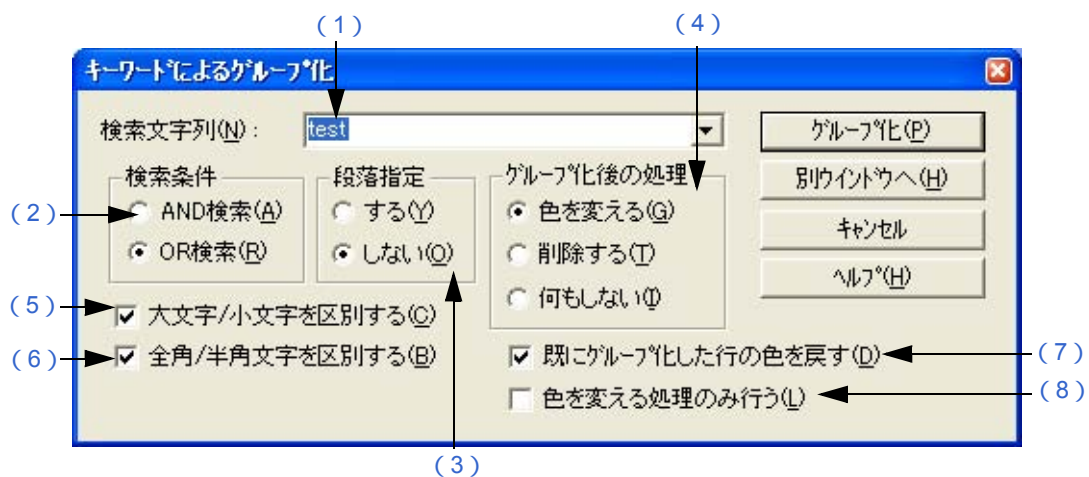 (1)
(4)
キーワードによるグループ化
検索文字列(N):
test
グループ化(P)
検索条件
段落指定
グループ化後の処理
別ウインドウへ(H)
(2)
AND検索(A)
する(Y)
色を変える(G)
キャンセル
OR検索(R)
しない(O)
削除する(T)
ヘルプ(H)
何もしない(I)
(5)
大文字/小文字を区別する(C)
(6)
全角/半角文字を区別する(B)
既にグループ化した行の色を戻す(D)
(7)
色を変える処理のみ行う(L)
(8)
(3)